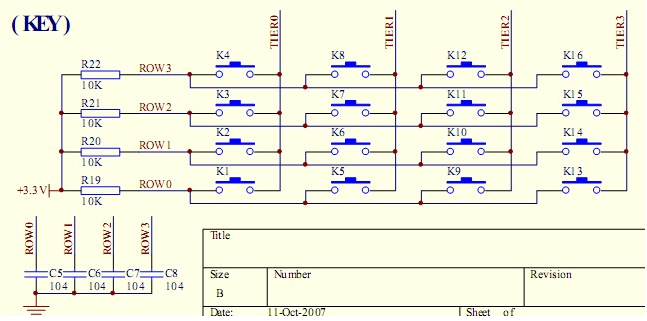 ( KEY)
TIER0
TIER1
TIER2
TIER3
K4 K8 K12 K16
R22 ROW3
10K
K3 K7 K11 K15
R21 ROW2
10K
K2 K6 K10 K14
R20 ROW1
10K
K1 K5 K9 K13
R19 ROW0
+3.3V
10K
ROW0
ROW1
ROW2
ROW3
C5 C6 C7 C8
104 104 104 104
Title
Size Number Revision
B
Date: 11-Oct-2007 Sheet of